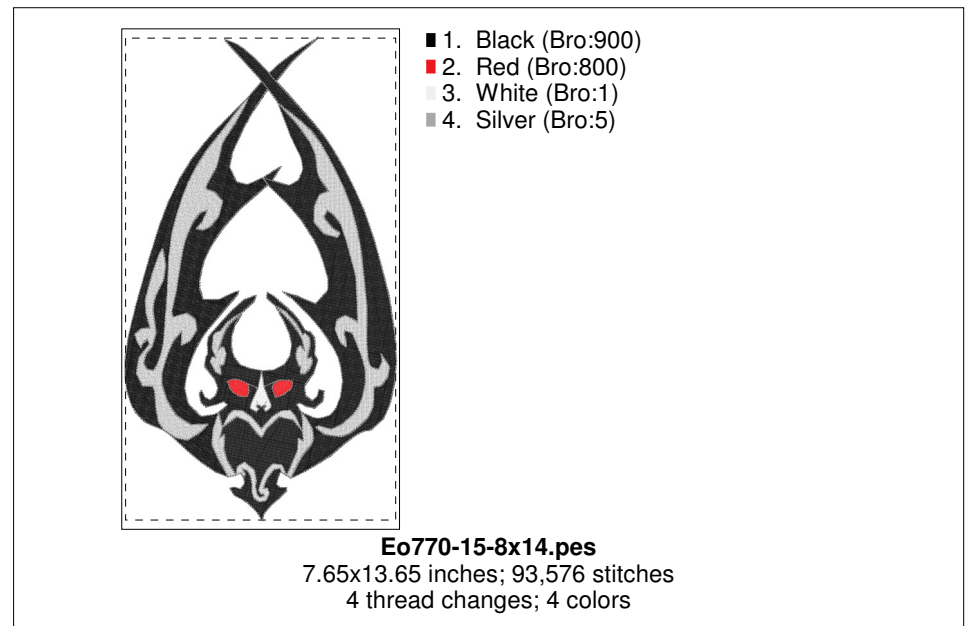 1. Black (Bro:900)
2. Red (Bro:800)
3. White (Bro:1)
4. Silver (Bro:5)
Eo770-15-8x14.pes
7.65x13.65 inches; 93,576 stitches
4 thread changes; 4 colors